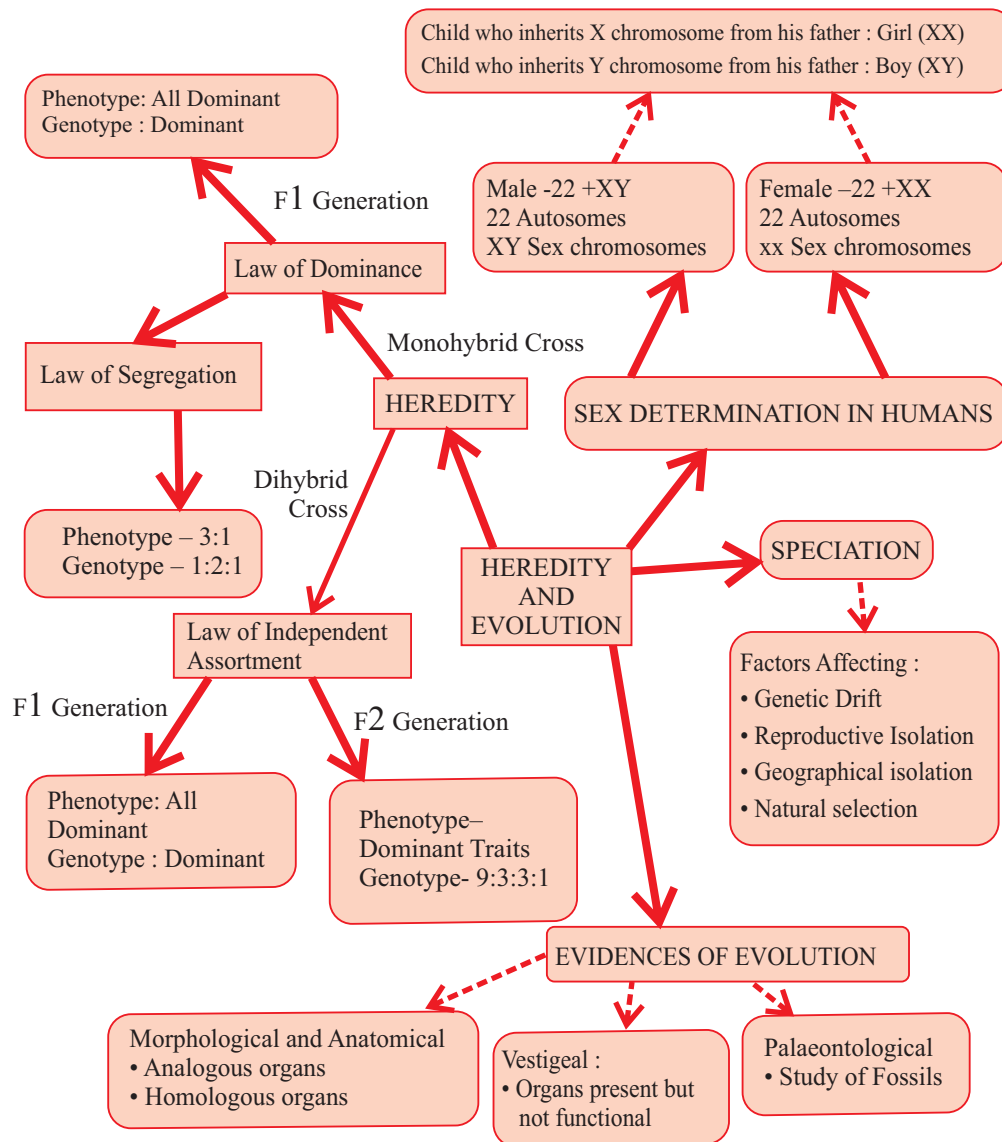 Child who inherits X chromosome from his father : Girl (XX)
Child who inherits Y chromosome from his father : Boy (XY)
Phenotype: All Dominant
Genotype : Dominant
F1 Generation
Male -22 +XY
22 Autosomes
XY Sex chromosomes
Female –22 +XX
22 Autosomes
xx Sex chromosomes
Law of Dominance
Monohybrid Cross
Law of Segregation
HEREDITY
SEX DETERMINATION IN HUMANS
Dihybrid
Cross
Phenotype – 3:1
Genotype – 1:2:1
HEREDITY
AND
EVOLUTION
SPECIATION
Law of Independent
Assortment
Factors Affecting :
• Genetic Drift
• Reproductive Isolation
• Geographical isolation
• Natural selection
F1 Generation
F2 Generation
Phenotype: All
Dominant
Genotype : Dominant
Phenotype–
Dominant Traits
Genotype- 9:3:3:1
EVIDENCES OF EVOLUTION
Morphological and Anatomical
• Analogous organs
• Homologous organs
Vestigeal :
• Organs present but
not functional
Palaeontological
• Study of Fossils